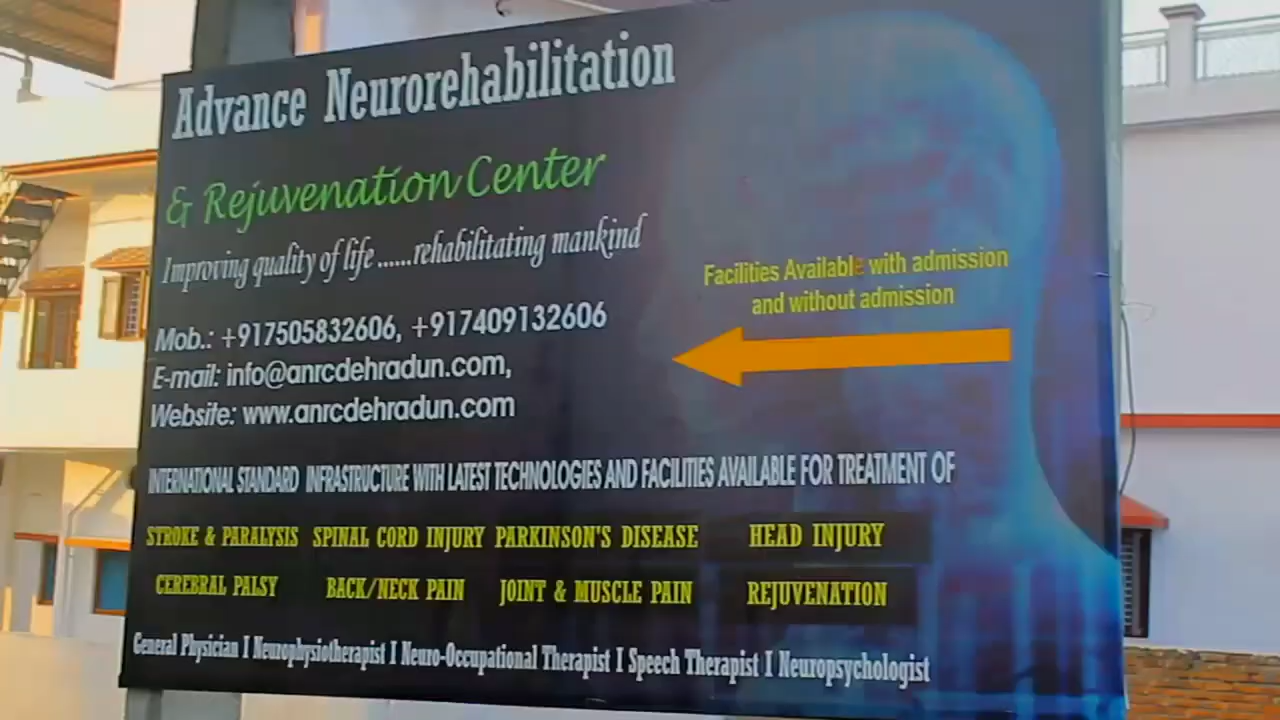 Advance Neurorehabilitation
& Rejuvenation Center
Improving quality of life ......rehabilitating mankind
Facilities Available with admission
and without admission
Mob.: +917505832606, +917409132606
E-mail: info@anrcdehradun.com,
Website: www.anrcdehradun.com
INTERNATIONAL STANDARD INFRASTRUCTURE WITH LATEST TECHNOLOGIES AND FACILITIES AVAILABLE FOR TREATMENT OF
STROKE & PARALYSIS SPINAL CORD INJURY PARKINSON'S DISEASE HEAD INJURY
CEREBRAL PALSY BACK/NECK PAIN JOINT & MUSCLE PAIN REJUVENATION
General Physician I Neurophysiotherapist I Neuro-Occupational Therapist I Speech Therapist I Neuropsychologist